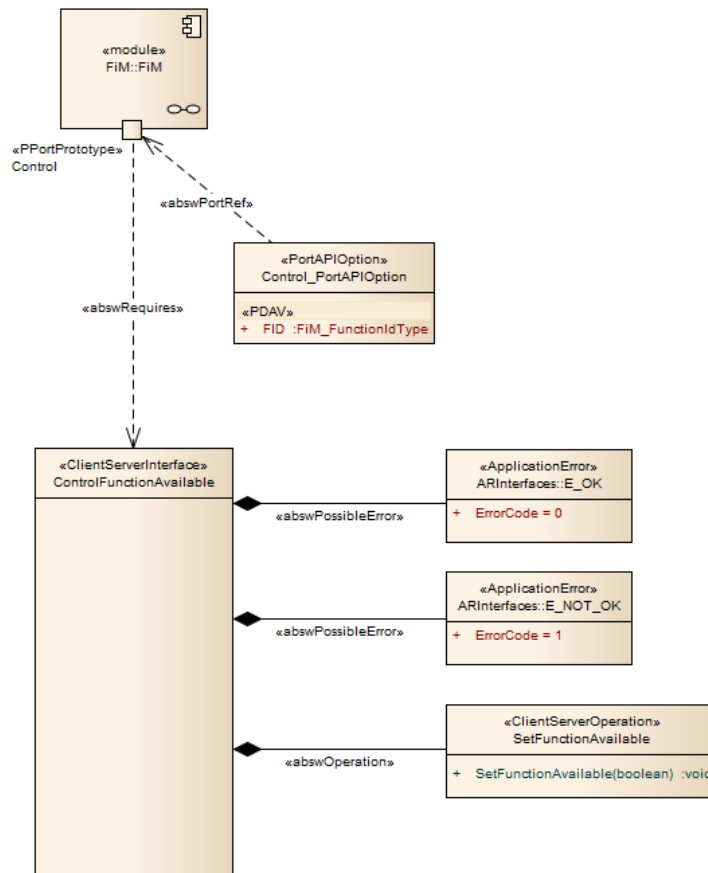 «module»
FiM::FiM
«PPortPrototype»
Control
«abswPortRef»
«PortAPIOption»
Control_PortAPIOption
«PDAV»
+ FID :FiM_FunctionIdType
«abswRequires»
«ClientServerInterface»
ControlFunctionAvailable
«ApplicationError»
ARInterfaces::E_OK
+ ErrorCode = 0
«abswPossibleError»
«ApplicationError»
ARInterfaces::E_NOT_OK
+ ErrorCode = 1
«abswPossibleError»
«ClientServerOperation»
SetFunctionAvailable
+ SetFunctionAvailable(boolean) :void
«abswOperation»